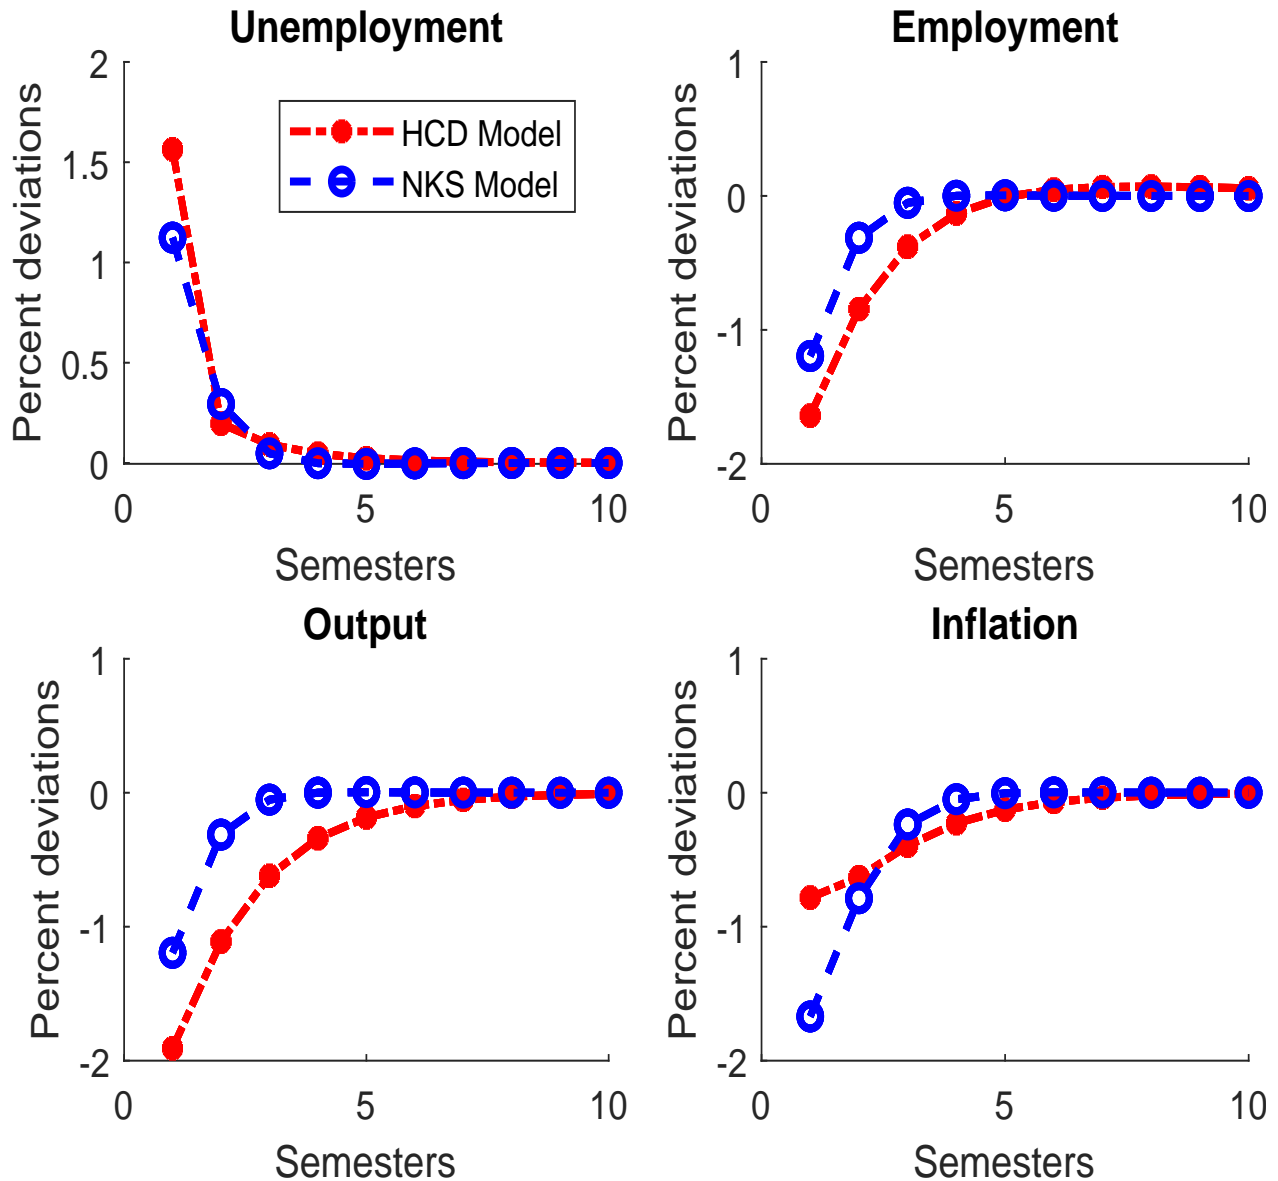 Unemployment
Percent deviations
2
1.5
1
0.5
0
0
5
10
Semesters
HCD Model
NKS Model
Employment
Percent deviations
1
0
-1
-2
0
5
10
Semesters
Output
Percent deviations
1
0
-1
-2
0
5
10
Semesters
Inflation
Percent deviations
1
0
-1
-2
0
5
10
Semesters